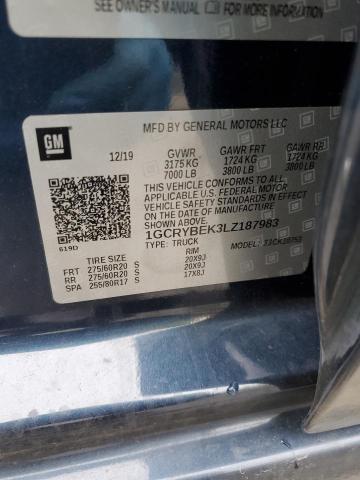 SEE OWNER'S MANUAL FOR MORE INFORMATION
GM
MFD BY GENERAL MOTORS LLC
12/19 GVWR GAWR FRT GAWR RR
3175 KG 1724 KG 1724 KG
7000 LB 3800 LB 3800 LB
THIS VEHICLE CONFORMS TO ALL
APPLICABLE U.S. FEDERAL MOTOR
VEHICLE SAFETY STANDARDS IN EFFECT
ON THE DATE OF MANUFACTURE SHOWN ABOVE.
1GCRYBEK3LZ187983
619D TYPE: TRUCK MODEL:
TIRE SIZE RIM
FRT 275/60R20 S 20X9J
RR 275/60R20 S 20X9J
SPA 255/80R17 S 17X8J